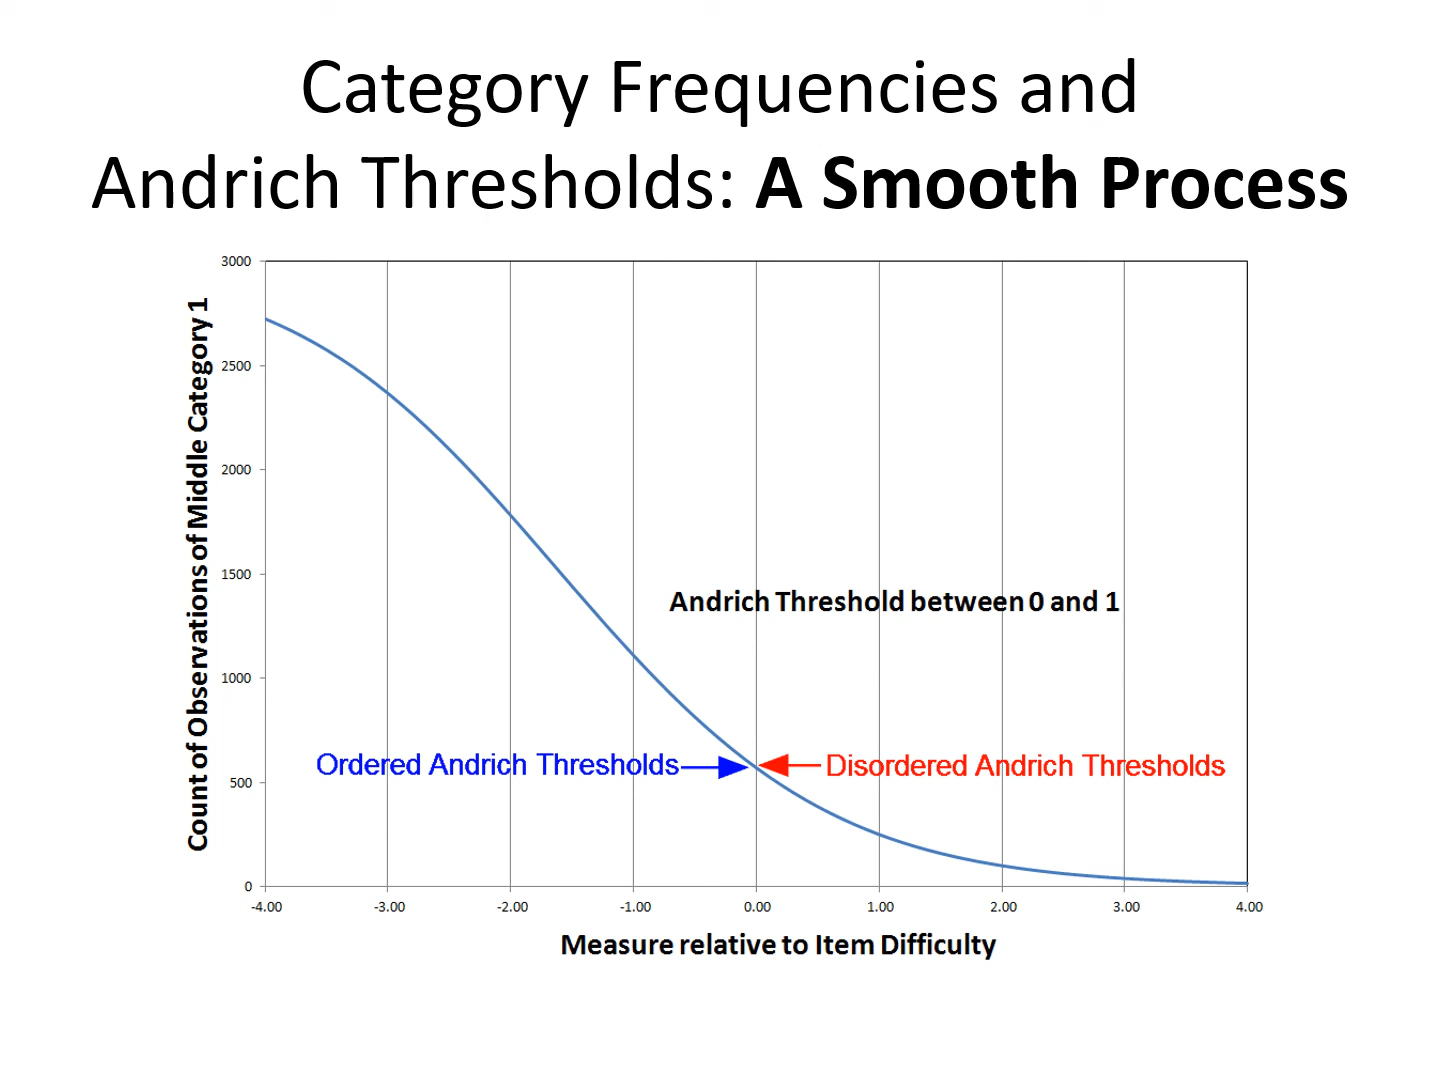 Category Frequencies and
Andrich Thresholds: A Smooth Process
Count of Observations of Middle Category 1
3000
2500
2000
1500
1000
500
0
Andrich Threshold between 0 and 1
Ordered Andrich Thresholds
Disordered Andrich Thresholds
-4.00 -3.00 -2.00 -1.00 0.00 1.00 2.00 3.00 4.00
Measure relative to Item Difficulty